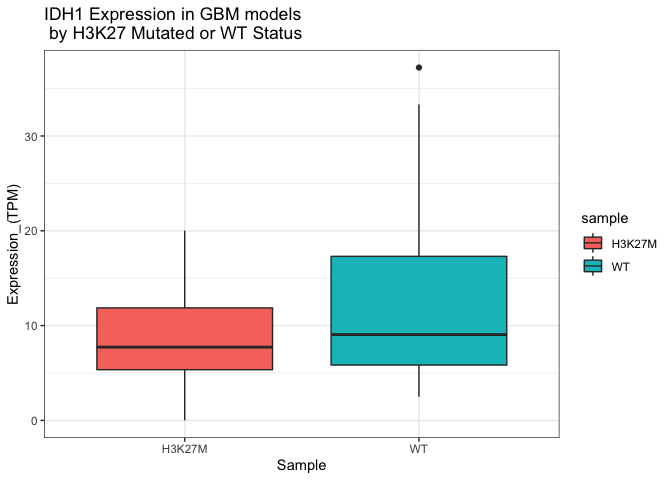 IDH1 Expression in GBM models
by H3K27 Mutated or WT Status
Expression_(TPM)
30
20
10
0
H3K27M
WT
Sample
sample
H3K27M
WT